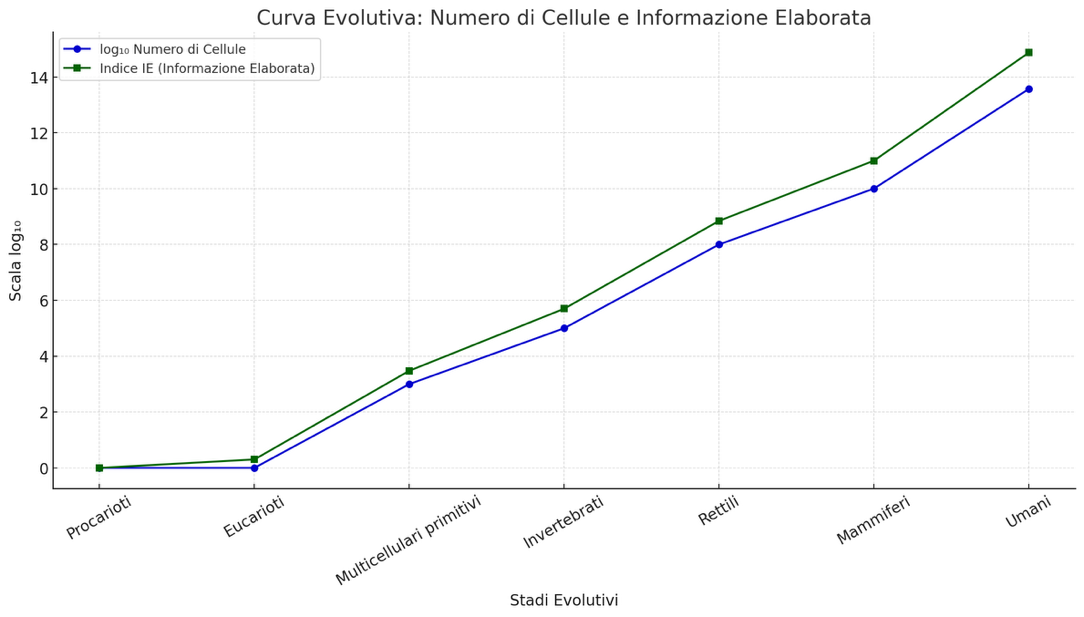 Curva Evolutiva: Numero di Cellule e Informazione Elaborata
log₁₀ Numero di Cellule
Indice IE (Informazione Elaborata)
Scala log₁₀
14
12
10
8
6
4
2
0
Procarioti
Eucarioti
Multicellulari primitivi
Invertebrati
Rettili
Mammiferi
Umani
Stadi Evolutivi